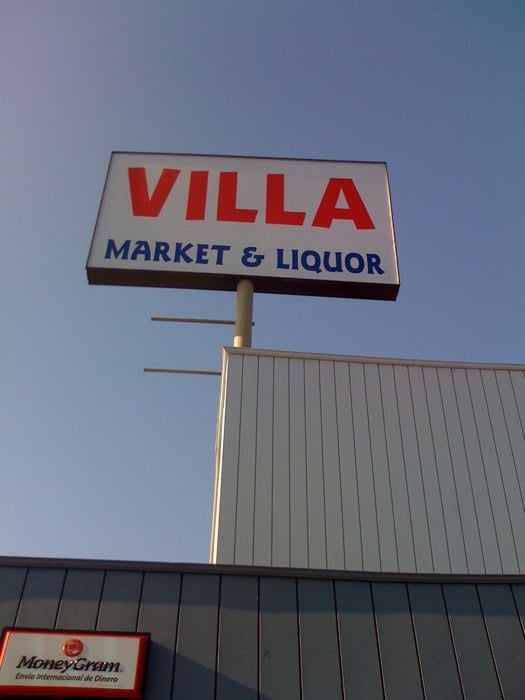 VILLA
MARKET & LIQUOR
MoneyGram
Envío Internacional de Dinero